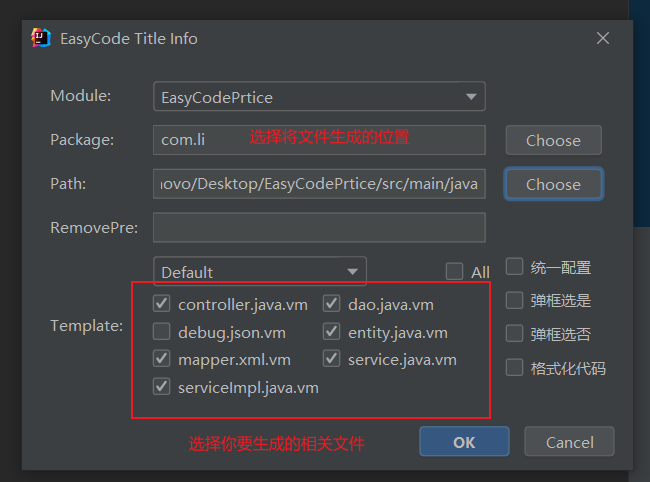 EasyCode Title Info
Module:
EasyCodePrtice
Package:
com.li
选择将文件生成的位置
Choose
Path:
novo/Desktop/EasyCodePrtice/src/main/java
Choose
RemovePre:
Default
All
统一配置
弹框选是
弹框选否
格式化代码
Template:
controller.java.vm
dao.java.vm
debug.json.vm
entity.java.vm
mapper.xml.vm
service.java.vm
serviceImpl.java.vm
选择你要生成的相关文件
OK
Cancel